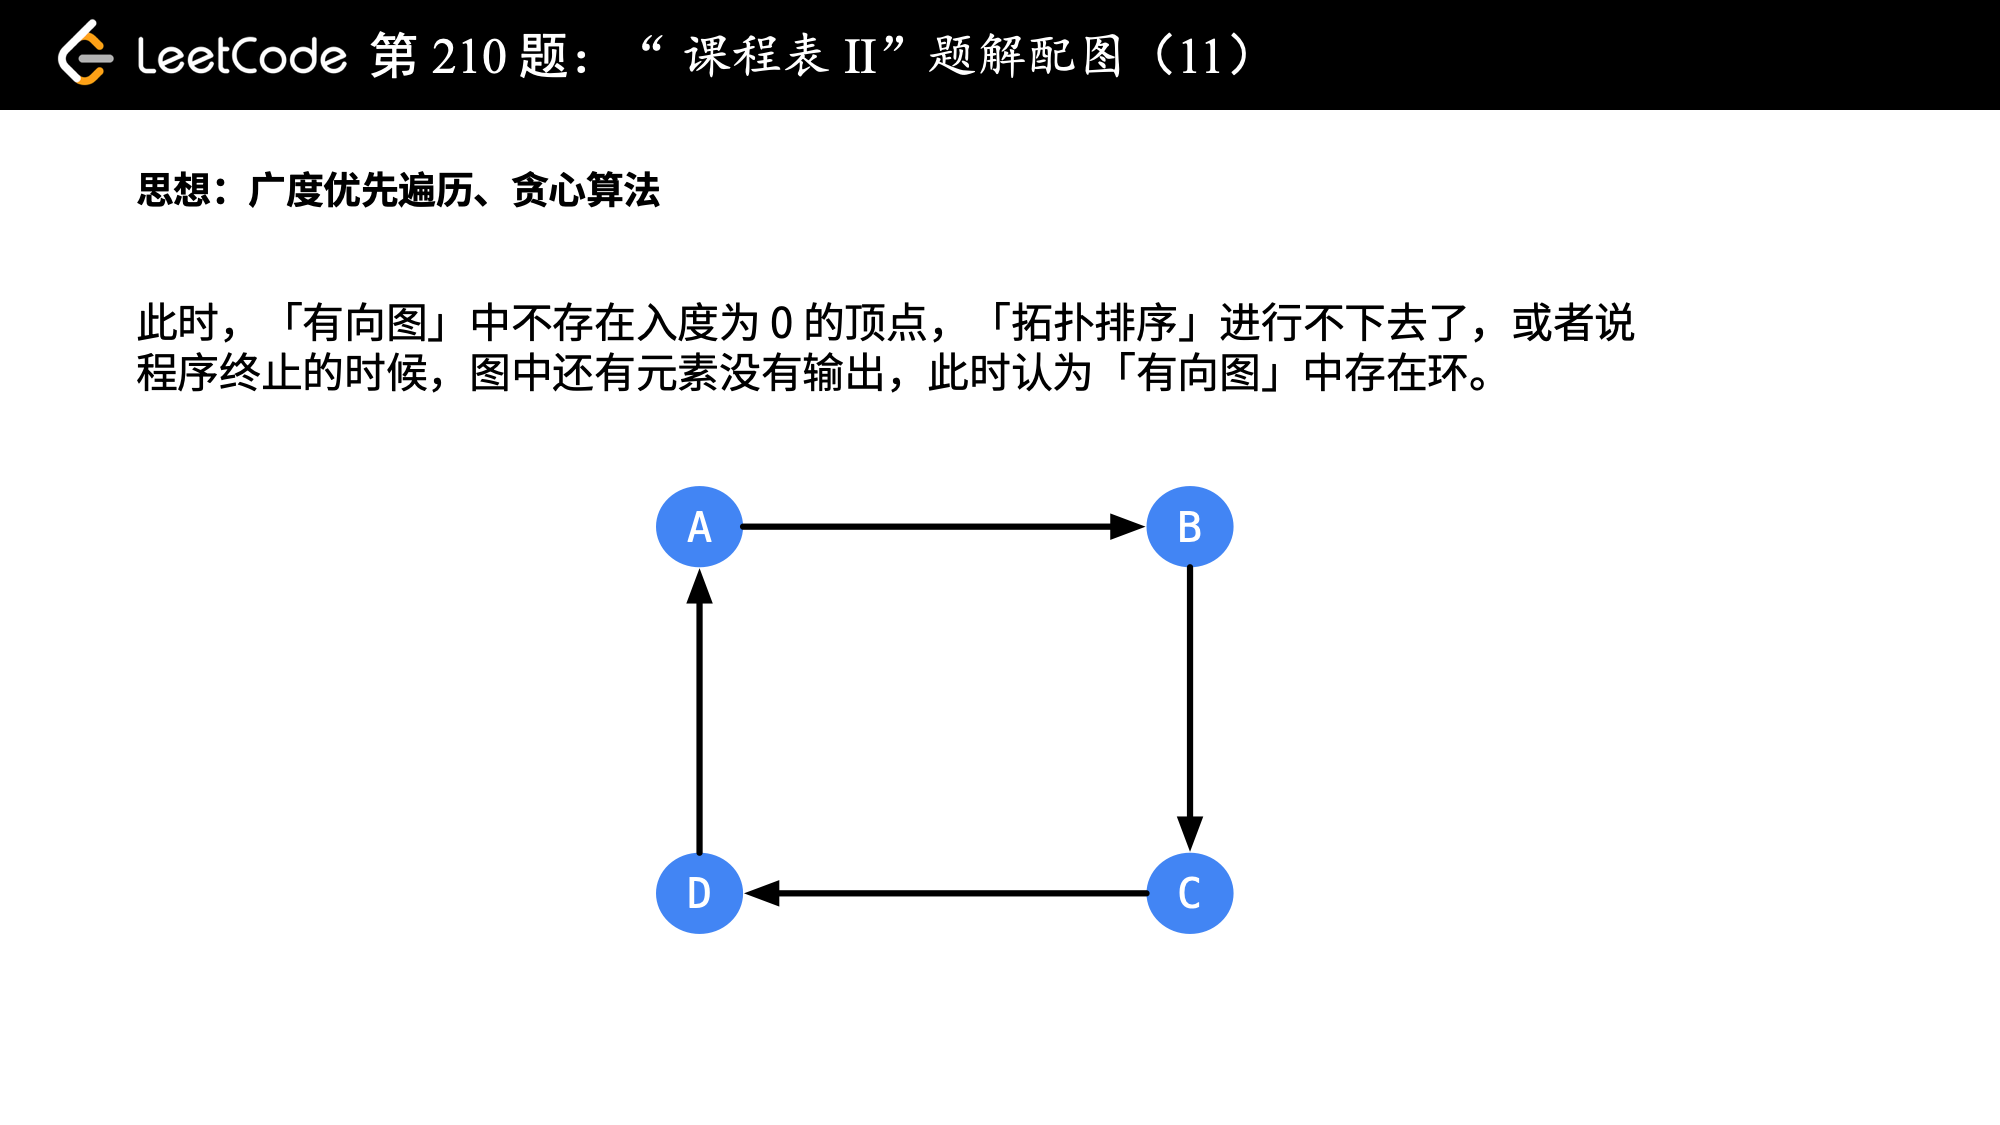 LeetCode 第 210 题：“ 课程表 II” 题解配图（11）
思想：广度优先遍历、贪心算法
此时，「有向图」中不存在入度为 0 的顶点，「拓扑排序」进行不下去了，或者说
程序终止的时候，图中还有元素没有输出，此时认为「有向图」中存在环。
A
B
D
C